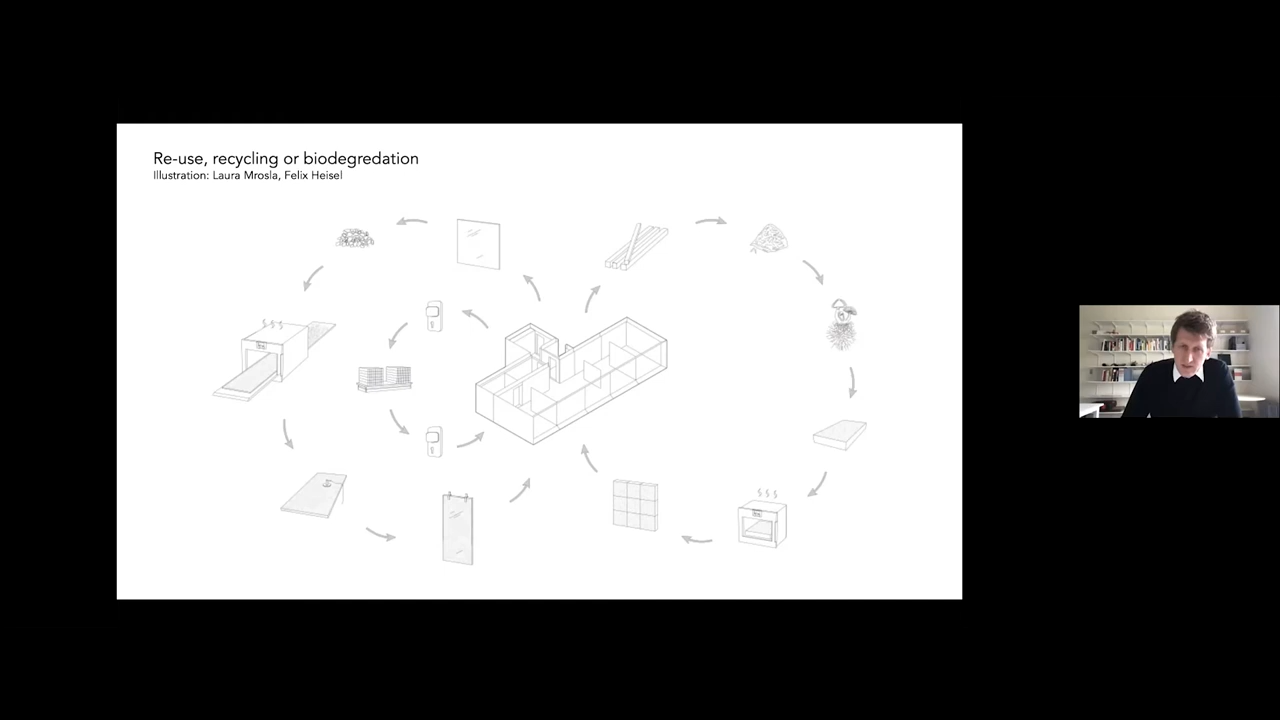 Re-use, recycling or biodegredation
Illustration: Laura Mrosla, Felix Heisel